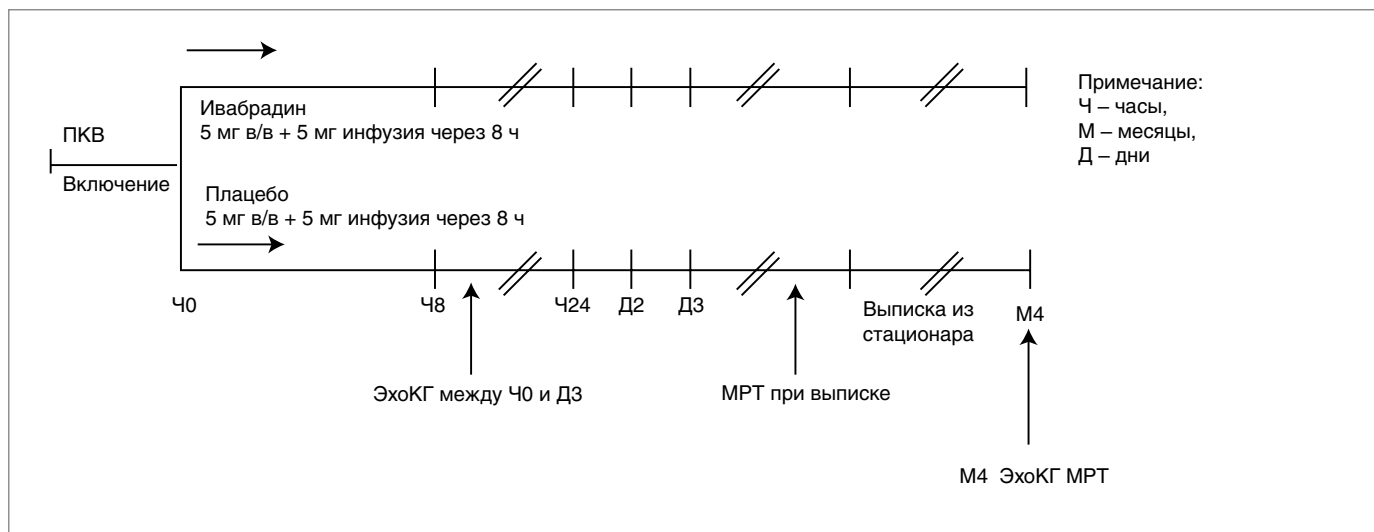 ПКВ
Включение
Ивабрадин
5 мг в/в + 5 мг инфузия через 8 ч
Плацебо
5 мг в/в + 5 мг инфузия через 8 ч
Примечание:
Ч – часы,
М – месяцы,
Д – дни
Ч0
Ч8
Ч24
Д2
Д3
Выписка из
стационара
М4
ЭхоКГ между Ч0 и Д3
МРТ при выписке
М4 ЭхоКГ МРТ